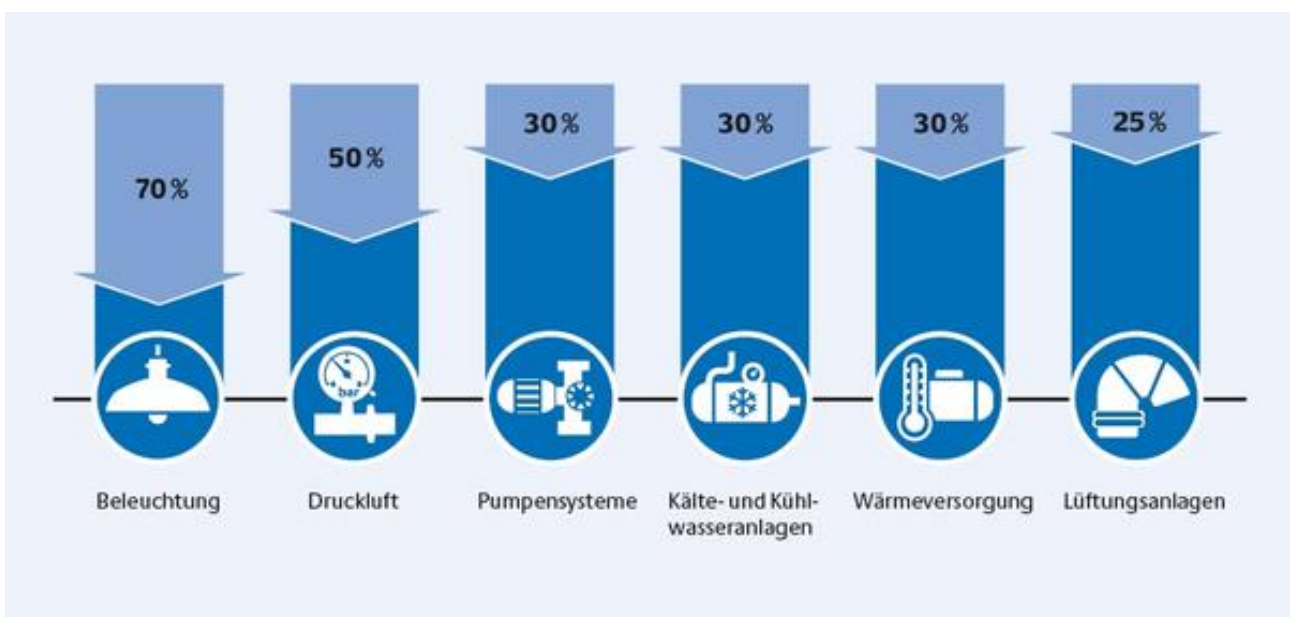 70 %
50 %
30 %
30 %
30 %
25 %
bar
Beleuchtung
Druckluft
Pumpensysteme
Kälte- und Kühl-
wasseranlagen
Wärmeversorgung
Lüftungsanlagen